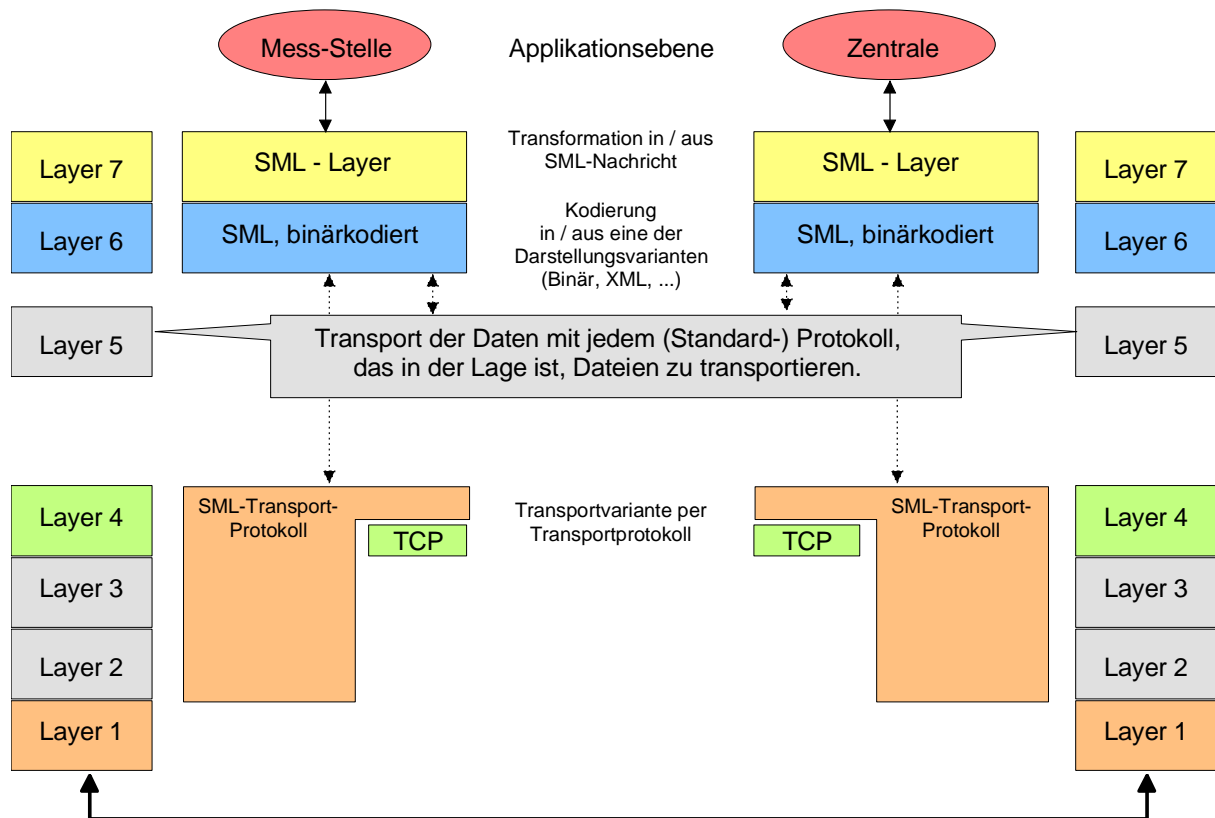 Mess-Stelle
Applikationsebene
Zentrale
Transformation in / aus
SML-Nachricht
Layer 7
SML - Layer
SML - Layer
Layer 7
Kodierung
in / aus eine der
Darstellungsvarianten
(Binär, XML, ...)
Layer 6
SML, binärkodiert
SML, binärkodiert
Layer 6
Layer 5
Transport der Daten mit jedem (Standard-) Protokoll,
das in der Lage ist, Dateien zu transportieren.
Layer 5
Layer 4
SML-Transport-
Protokoll
TCP
Transportvariante per
Transportprotokoll
TCP
SML-Transport-
Protokoll
Layer 4
Layer 3
Layer 3
Layer 2
Layer 2
Layer 1
Layer 1